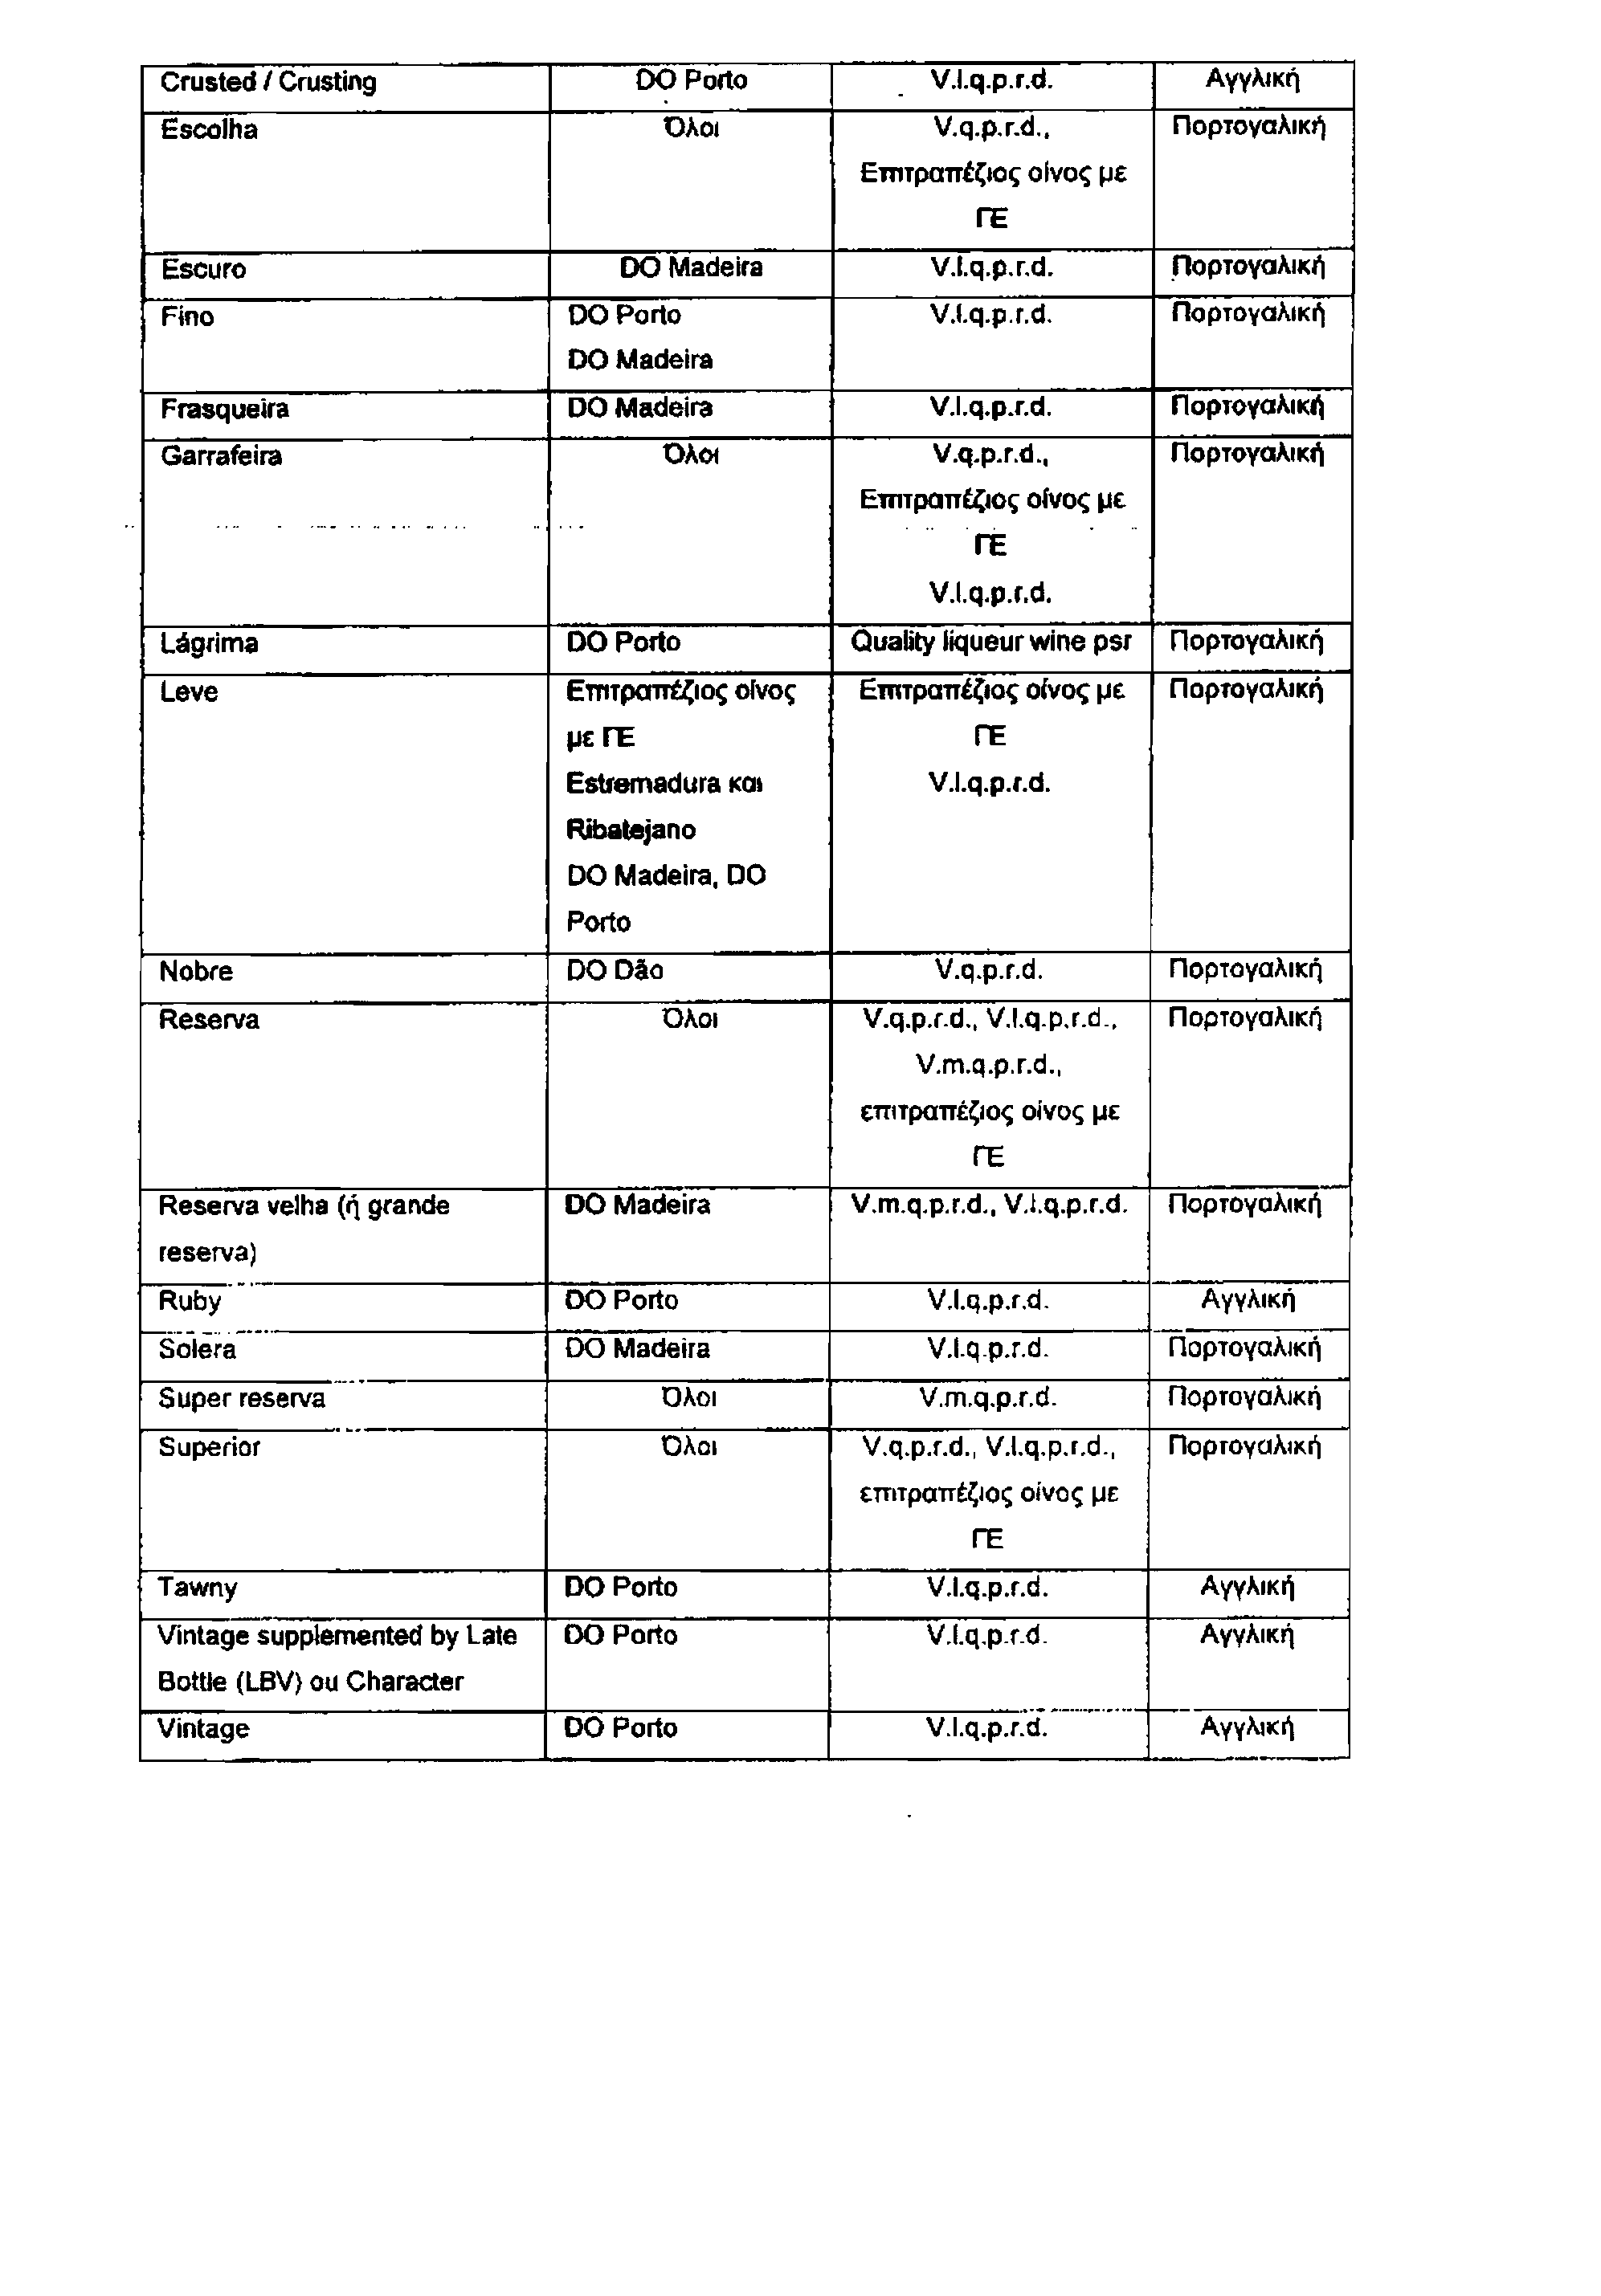 Crusted / Crusting DO Porto V.l.q.p.r.d. Αγγλική
Escolha Όλοι V.q.p.r.d., Πορτογαλική
Επιτραπέζιος οίνος με
ΓΕ
Escuro DO Madeira V.l.q.p.r.d. Πορτογαλική
Fino DO Porto V.l.q.p.r.d. Πορτογαλική
DO Madeira
Frasqueira DO Madeira V.l.q.p.r.d. Πορτογαλική
Garrafeira Όλοι V.q.p.r.d., Πορτογαλική
Επιτραπέζιος οίνος με
ΓΕ
V.l.q.p.r.d.
Lágrima DO Porto Quality liqueur wine psr Πορτογαλική
Leve Επιτραπέζιος οίνος Επιτραπέζιος οίνος με Πορτογαλική
με ΓΕ ΓΕ
Estremadura και V.l.q.p.r.d.
Ribatejano
DO Madeira, DO
Porto
Nobre DO Dão V.q.p.r.d. Πορτογαλική
Reserva Όλοι V.q.p.r.d., V.l.q.p.r.d., Πορτογαλική
V.m.q.p.r.d.,
επιτραπέζιος οίνος με
ΓΕ
Reserva velha (ή grande DO Madeira V.m.q.p.r.d., V.l.q.p.r.d. Πορτογαλική
reserva)
Ruby DO Porto V.l.q.p.r.d. Αγγλική
Solera DO Madeira V.l.q.p.r.d. Πορτογαλική
Super reserva Όλοι V.m.q.p.r.d. Πορτογαλική
Superior Όλοι V.q.p.r.d., V.l.q.p.r.d., Πορτογαλική
επιτραπέζιος οίνος με
ΓΕ
Tawny DO Porto V.l.q.p.r.d. Αγγλική
Vintage supplemented by Late DO Porto V.l.q.p.r.d. Αγγλική
Bottle (LBV) ou Character
Vintage DO Porto V.l.q.p.r.d. Αγγλική